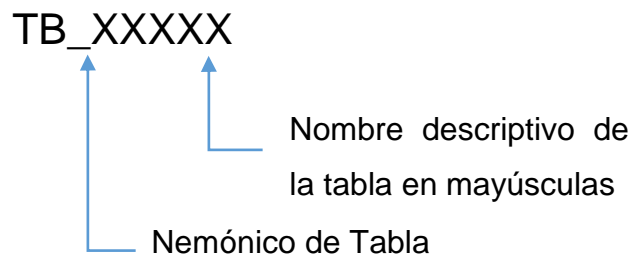 TB_XXXXX
Nombre descriptivo de
la tabla en mayúsculas
Nemónico de Tabla